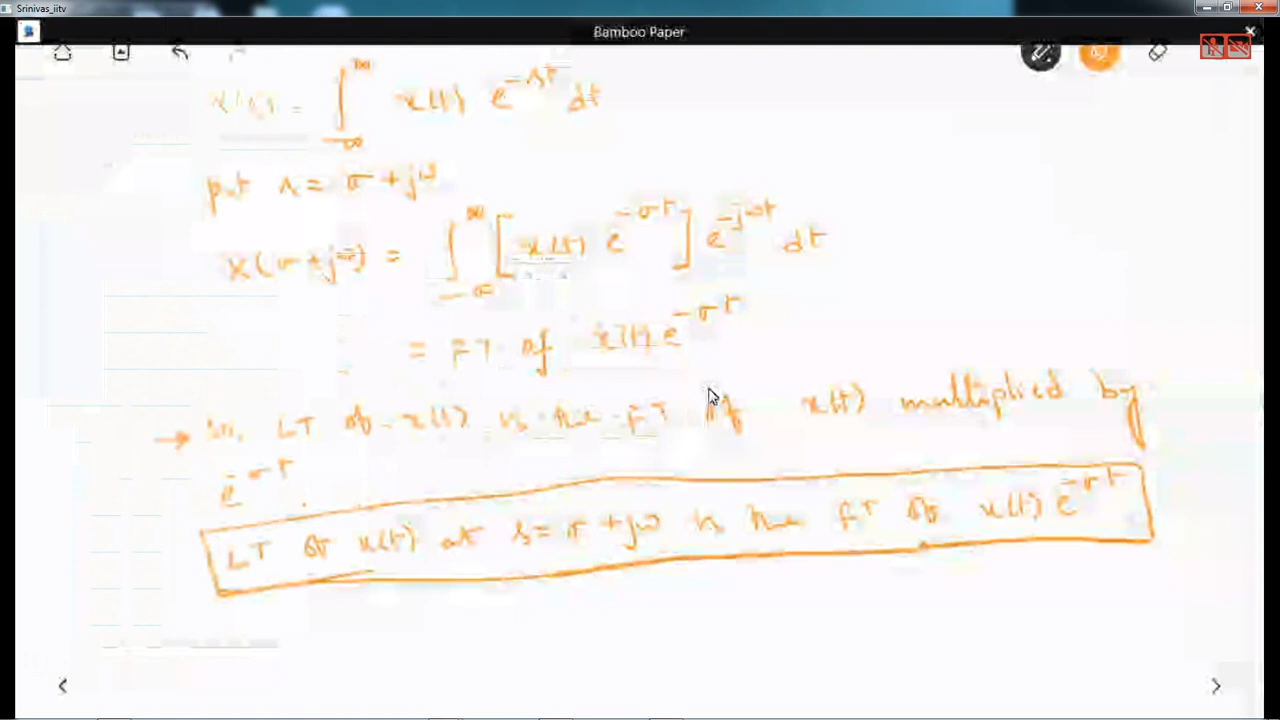 Srinivas_iitv
Bamboo Paper
X(s) = ∫_{-∞}^{∞} x(t) e^{-st} dt
put s = σ + jω
X(σ + jω) = ∫_{-∞}^{∞} [x(t) e^{-σt}] e^{-jωt} dt
= FT of x(t) e^{-σt}
→ LT of x(t) is the FT of x(t) multiplied by
e^{-σt}.
LT of x(t) at s = σ + jω is the FT of x(t) e^{-σt}